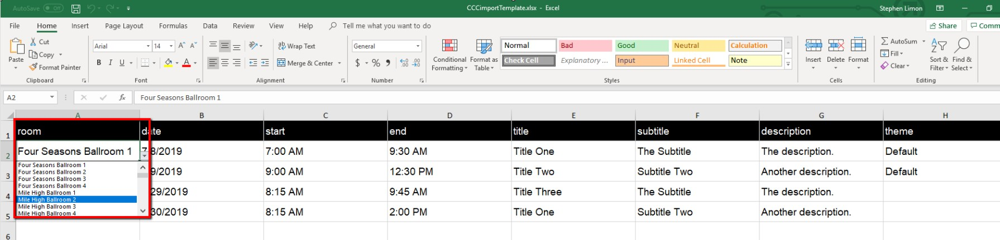 AutoSave Off CCCimportTemplate.xlsx - Excel Stephen Limon
File Home Insert Page Layout Formulas Data Review View Help Tell me what you want to do Share Comm
Paste Cut Copy Format Painter Clipboard
Arial 14 A A B I U A Font
ab Wrap Text Merge & Center Alignment
General $ % , Number
Conditional Formatting Format as Table
Normal Bad Good Neutral Calculation
Check Cell Explanatory ... Input Linked Cell Note
Styles
Insert Delete Format Cells
AutoSum Fill Clear Sort & Filter Find & Select Editing
A2 fx Four Seasons Ballroom 1
A B C D E F G H
1 room date start end title subtitle description theme
2 Four Seasons Ballroom 1 7/8/2019 7:00 AM 9:30 AM Title One The Subtitle The description. Default
Four Seasons Ballroom 1
Four Seasons Ballroom 2
3 9/2019 9:00 AM 12:30 PM Title Two Subtitle Two Another description. Default
Four Seasons Ballroom 3
Four Seasons Ballroom 4
4 29/2019 8:15 AM 9:45 AM Title Three The Subtitle The description.
Mile High Ballroom 1
Mile High Ballroom 2
Mile High Ballroom 3
5 30/2019 8:15 AM 2:00 PM Title One Subtitle Two Another description.
Mile High Ballroom 4
6